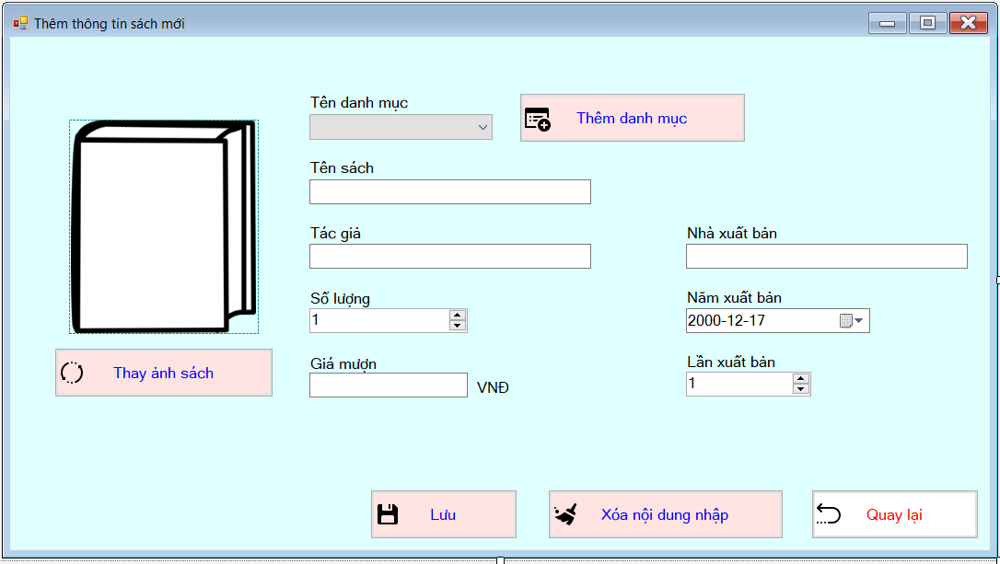 Thêm thông tin sách mới
Tên danh mục
Thêm danh mục
Tên sách
Tác giả
Nhà xuất bản
Số lượng
1
Năm xuất bản
2000-12-17
Thay ảnh sách
Giá mượn
VNĐ
Lần xuất bản
1
Lưu
Xóa nội dung nhập
Quay lại